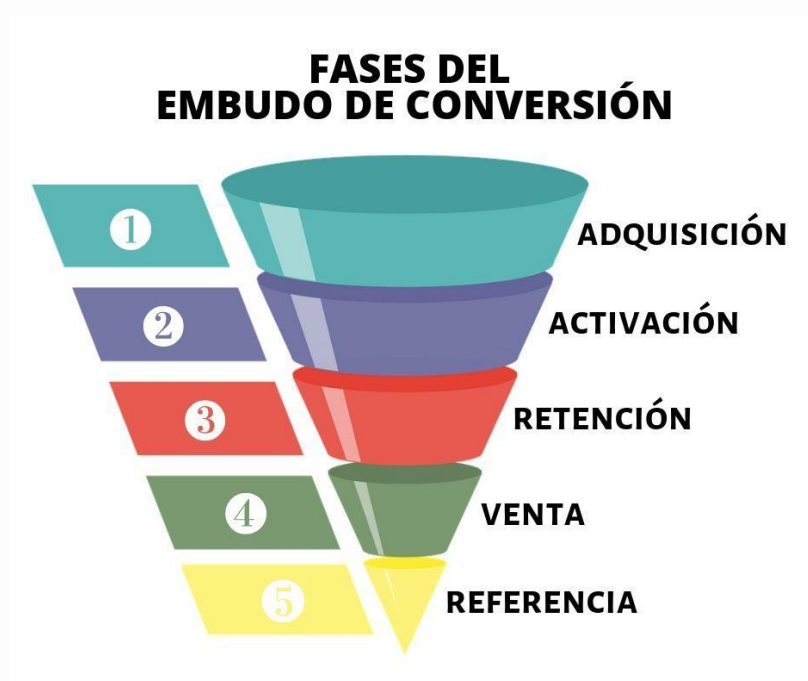 FASES DEL
EMBUDO DE CONVERSIÓN
1 ADQUISICIÓN
2 ACTIVACIÓN
3 RETENCIÓN
4 VENTA
5 REFERENCIA